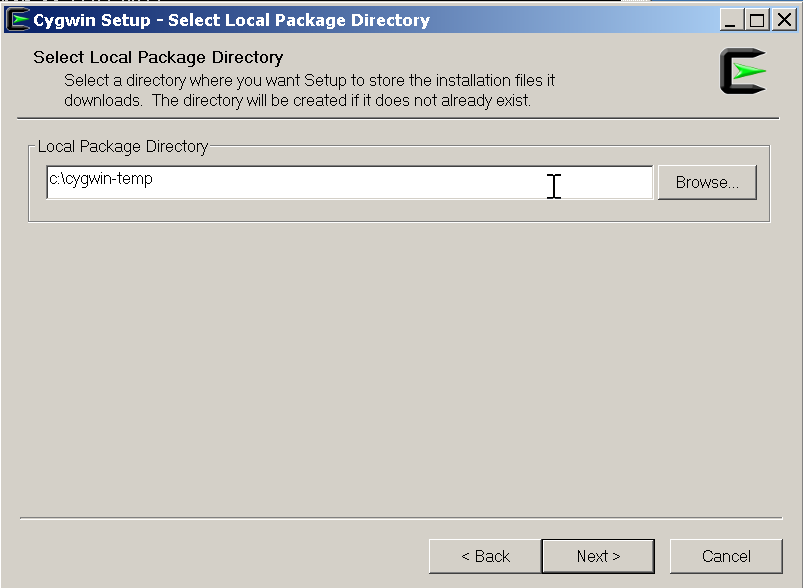 Cygwin Setup - Select Local Package Directory
Select Local Package Directory
Select a directory where you want Setup to store the installation files it
downloads.  The directory will be created if it does not already exist.
Local Package Directory
c:\cygwin-temp
Browse...
< Back
Next >
Cancel